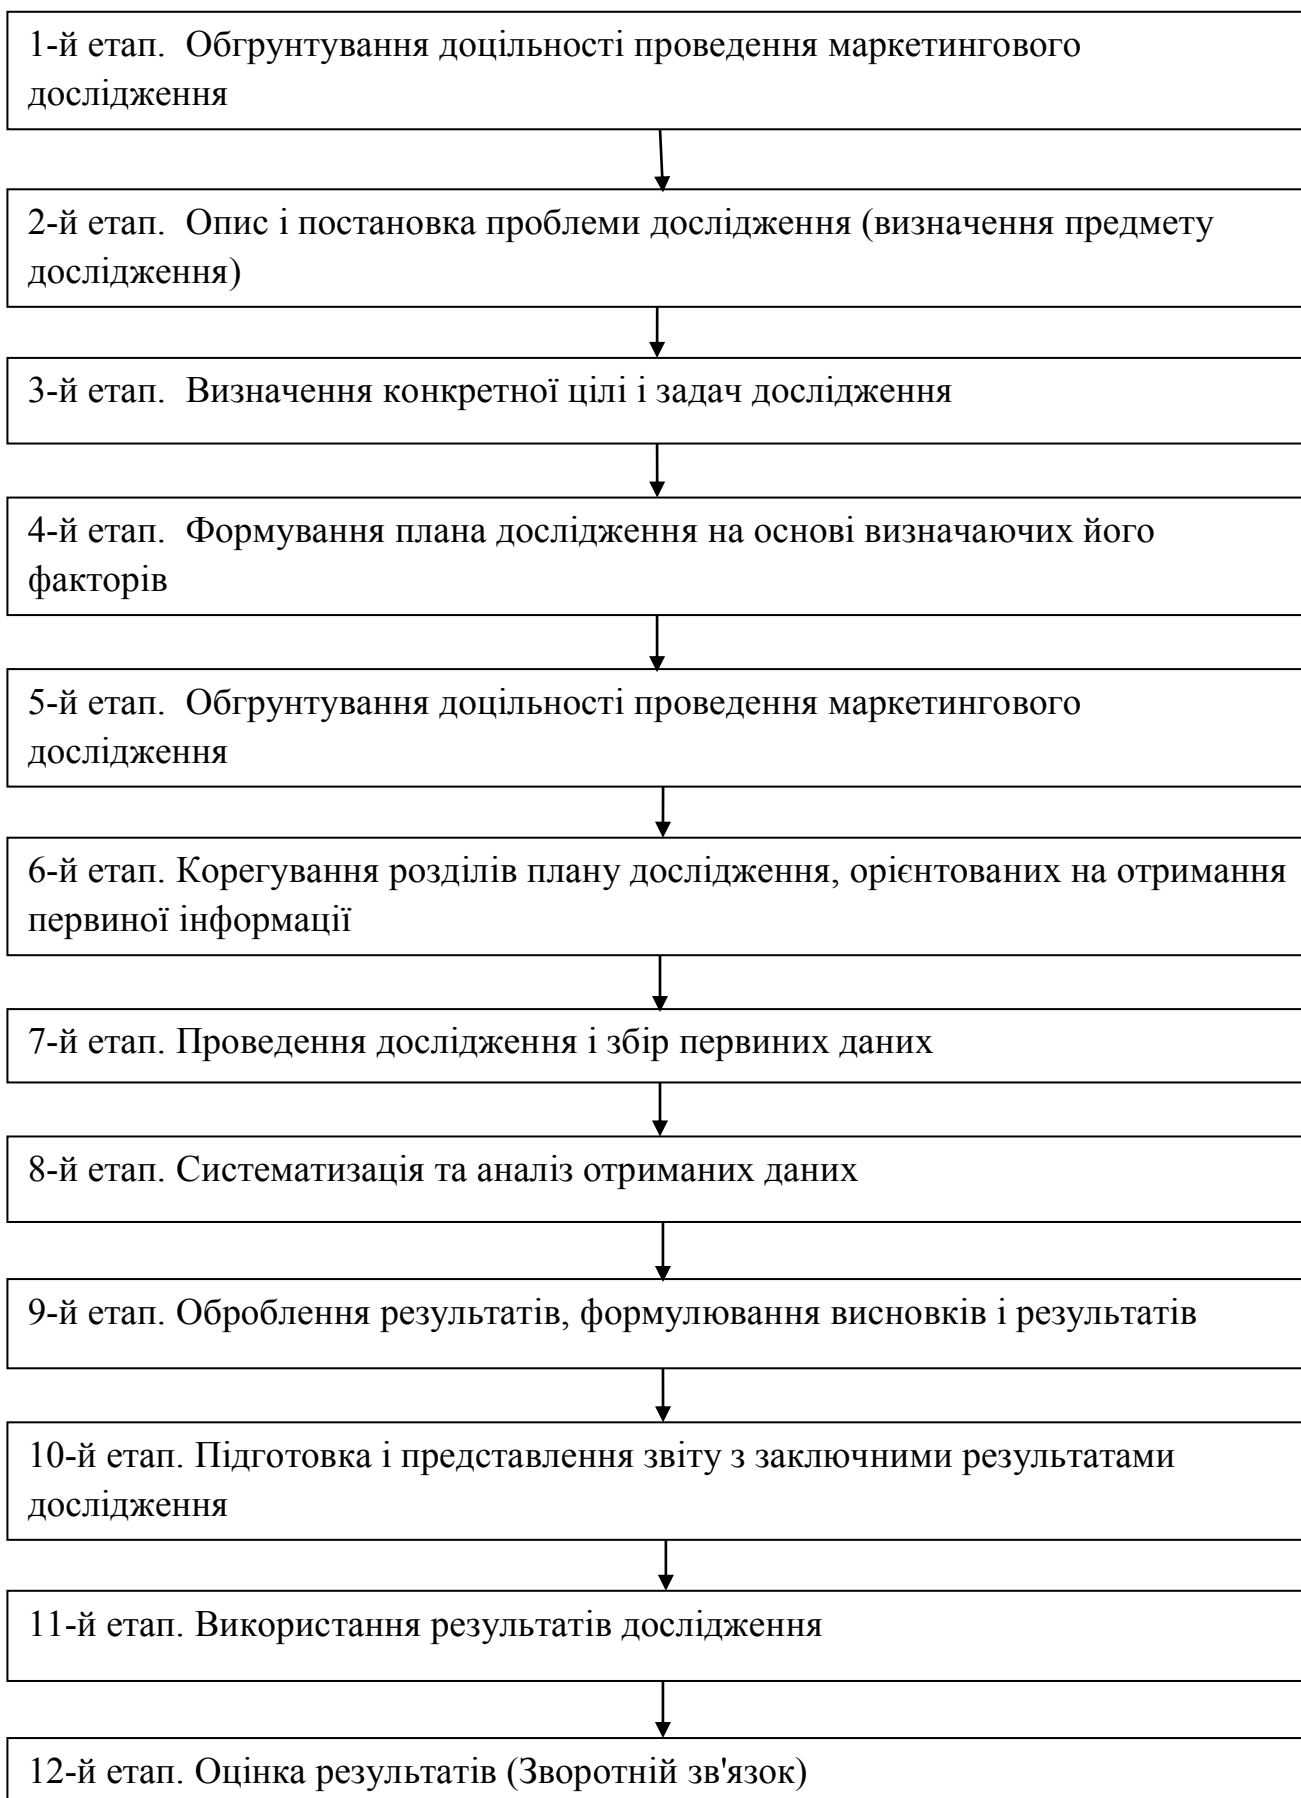 1-й етап.  Обгрунтування доцільності проведення маркетингового
дослідження
2-й етап.  Опис і постановка проблеми дослідження (визначення предмету
дослідження)
3-й етап.  Визначення конкретної цілі і задач дослідження
4-й етап.  Формування плана дослідження на основі визначаючих його
факторів
5-й етап.  Обгрунтування доцільності проведення маркетингового
дослідження
6-й етап. Корегування розділів плану дослідження, орієнтованих на отримання
первиної інформації
7-й етап. Проведення дослідження і збір первиних даних
8-й етап. Систематизація та аналіз отриманих даних
9-й етап. Оброблення результатів, формулювання висновків і результатів
10-й етап. Підготовка і представлення звіту з заключними результатами
дослідження
11-й етап. Використання результатів дослідження
12-й етап. Оцінка результатів (Зворотній зв'язок)